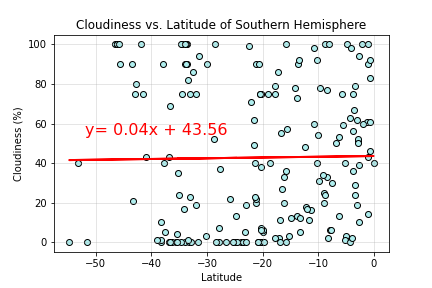 Cloudiness vs. Latitude of Southern Hemisphere
100
80
60
40
20
0
Cloudiness (%)
y= 0.04x + 43.56
−50 −40 −30 −20 −10 0
Latitude